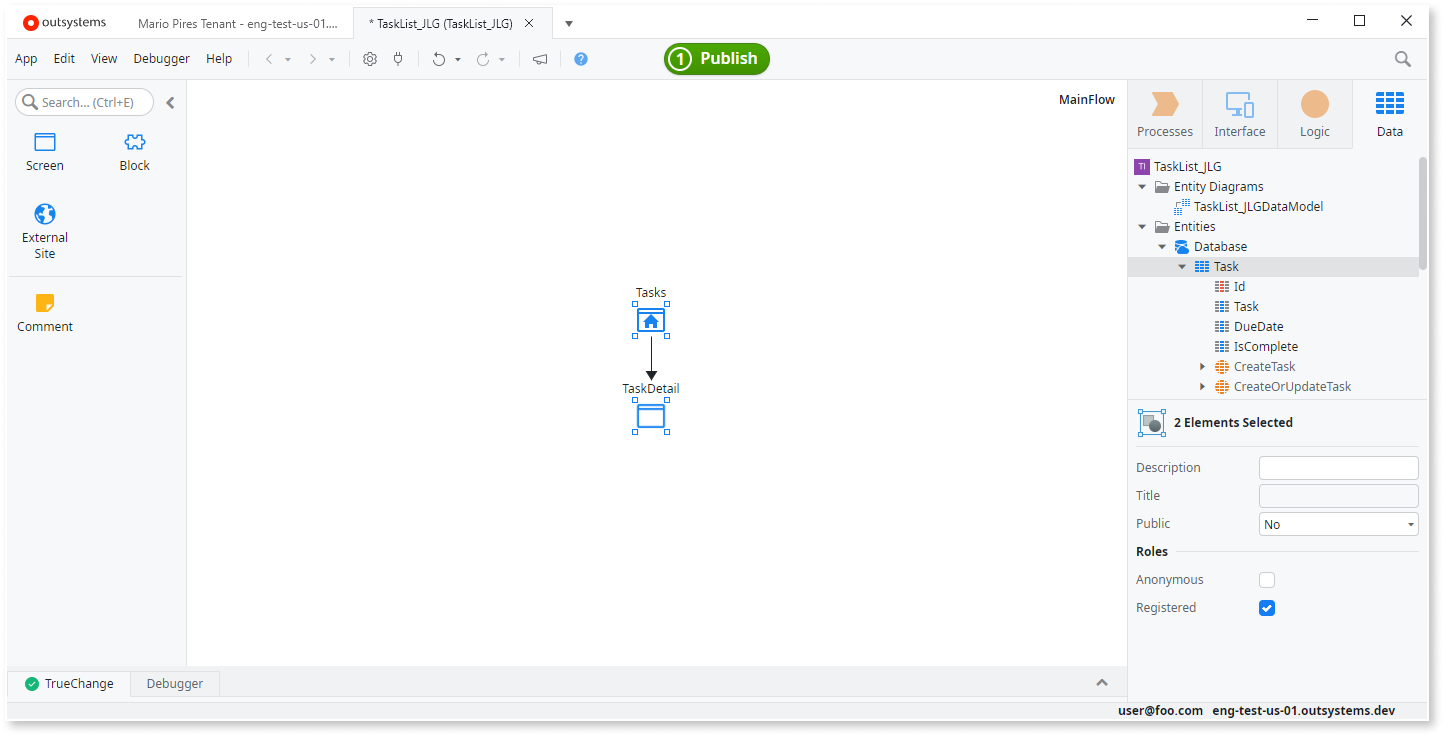 outsystems
Mario Pires Tenant - eng-test-us-01....
* TaskList_JLG (TaskList_JLG)
App Edit View Debugger Help
1 Publish
Search... (Ctrl+E)
Screen Block
External
Site
Comment
MainFlow
Tasks
TaskDetail
Processes Interface Logic Data
TI TaskList_JLG
Entity Diagrams
TaskList_JLGDataModel
Entities
Database
Task
Id
Task
DueDate
IsComplete
CreateTask
CreateOrUpdateTask
2 Elements Selected
Description
Title
Public No
Roles
Anonymous
Registered
TrueChange Debugger
user@foo.com eng-test-us-01.outsystems.dev